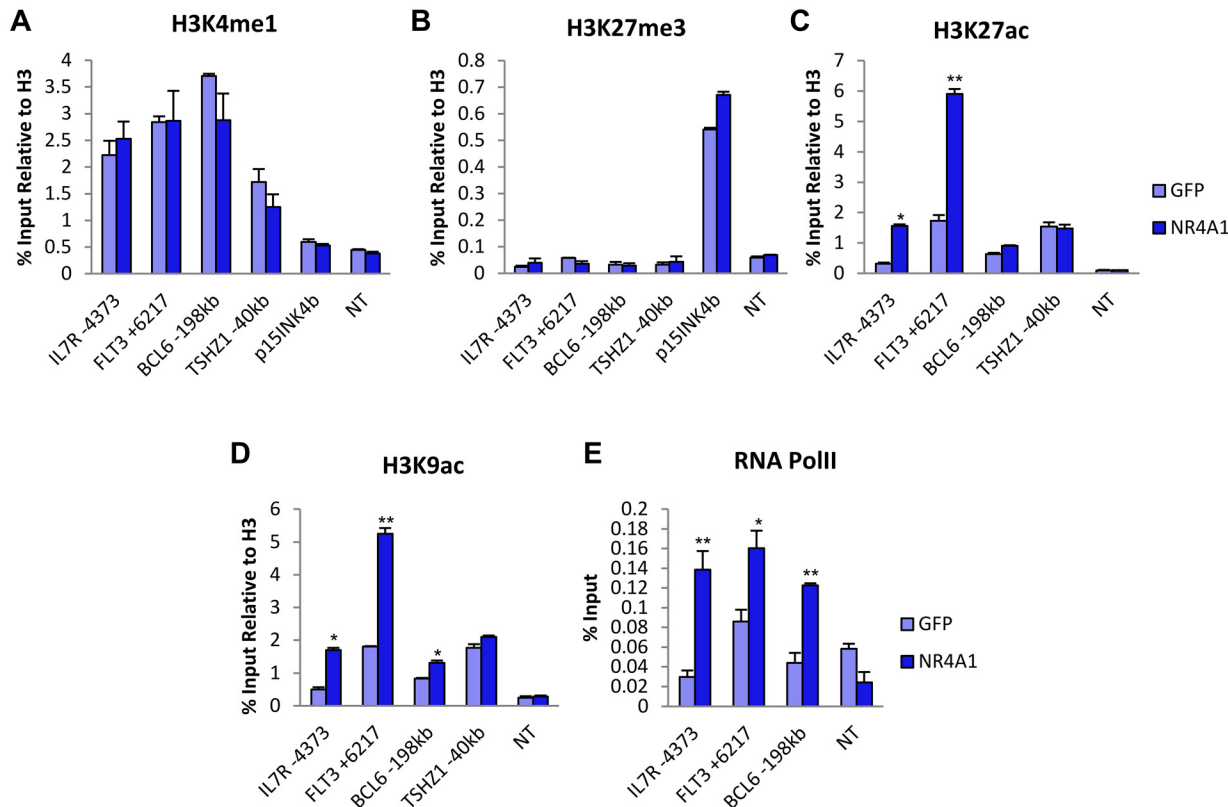 A
H3K4me1
% Input Relative to H3
4
3.5
3
2.5
2
1.5
1
0.5
0
IL7R -4373
FLT3 +6217
BCL6 -198kb
TSHZ1 -40kb
p15INK4b
NT
B
H3K27me3
% Input Relative to H3
0.8
0.7
0.6
0.5
0.4
0.3
0.2
0.1
0
IL7R -4373
FLT3 +6217
BCL6 -198kb
TSHZ1 -40kb
p15INK4b
NT
C
H3K27ac
% Input Relative to H3
7
6
5
4
3
2
1
0
*
**
IL7R -4373
FLT3 +6217
BCL6 -198kb
TSHZ1 -40kb
NT
GFP
NR4A1
D
H3K9ac
% Input Relative to H3
6
5
4
3
2
1
0
*
**
*
IL7R -4373
FLT3 +6217
BCL6 -198kb
TSHZ1 -40kb
NT
E
RNA PolII
% Input
0.2
0.18
0.16
0.14
0.12
0.1
0.08
0.06
0.04
0.02
0
**
*
**
IL7R -4373
FLT3 +6217
BCL6 -198kb
NT
GFP
NR4A1